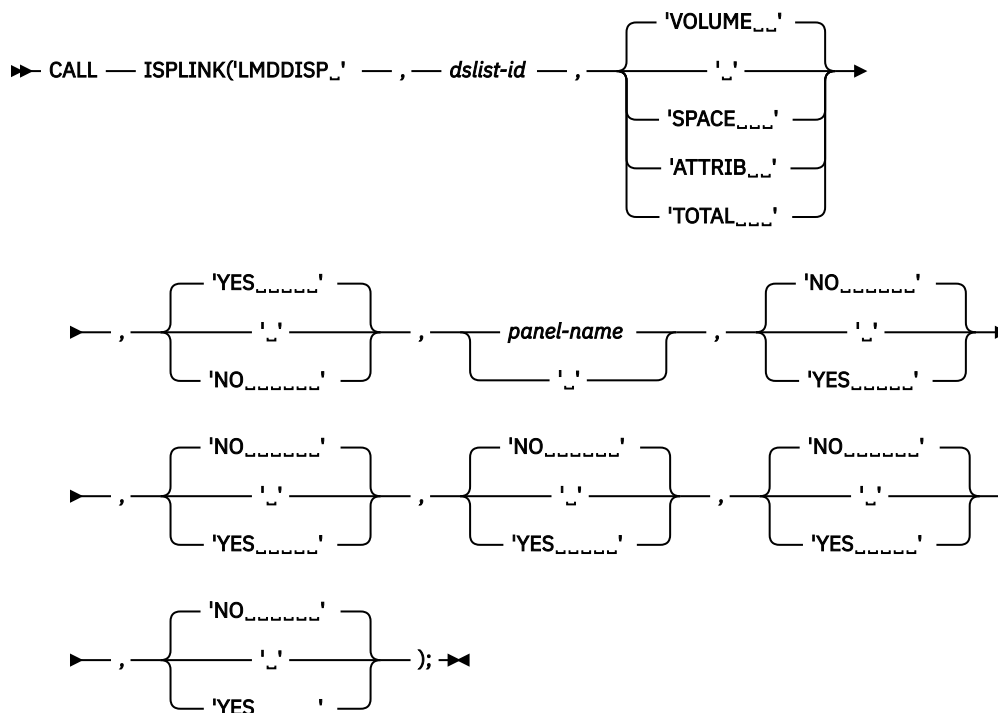 'VOLUME␣␣'
CALL ISPLINK('LMDDISP␣' , dslist-id , '␣'
'SPACE␣␣␣'
'ATTRIB␣␣'
'TOTAL␣␣␣'
'YES␣␣␣␣␣' 'NO␣␣␣␣␣␣'
, '␣' , panel-name , '␣'
'NO␣␣␣␣␣␣' '␣' 'YES␣␣␣␣␣'
'NO␣␣␣␣␣␣' 'NO␣␣␣␣␣␣' 'NO␣␣␣␣␣␣'
, '␣' , '␣' , '␣'
'YES␣␣␣␣␣' 'YES␣␣␣␣␣' 'YES␣␣␣␣␣'
'NO␣␣␣␣␣␣'
, '␣' );
'YES '